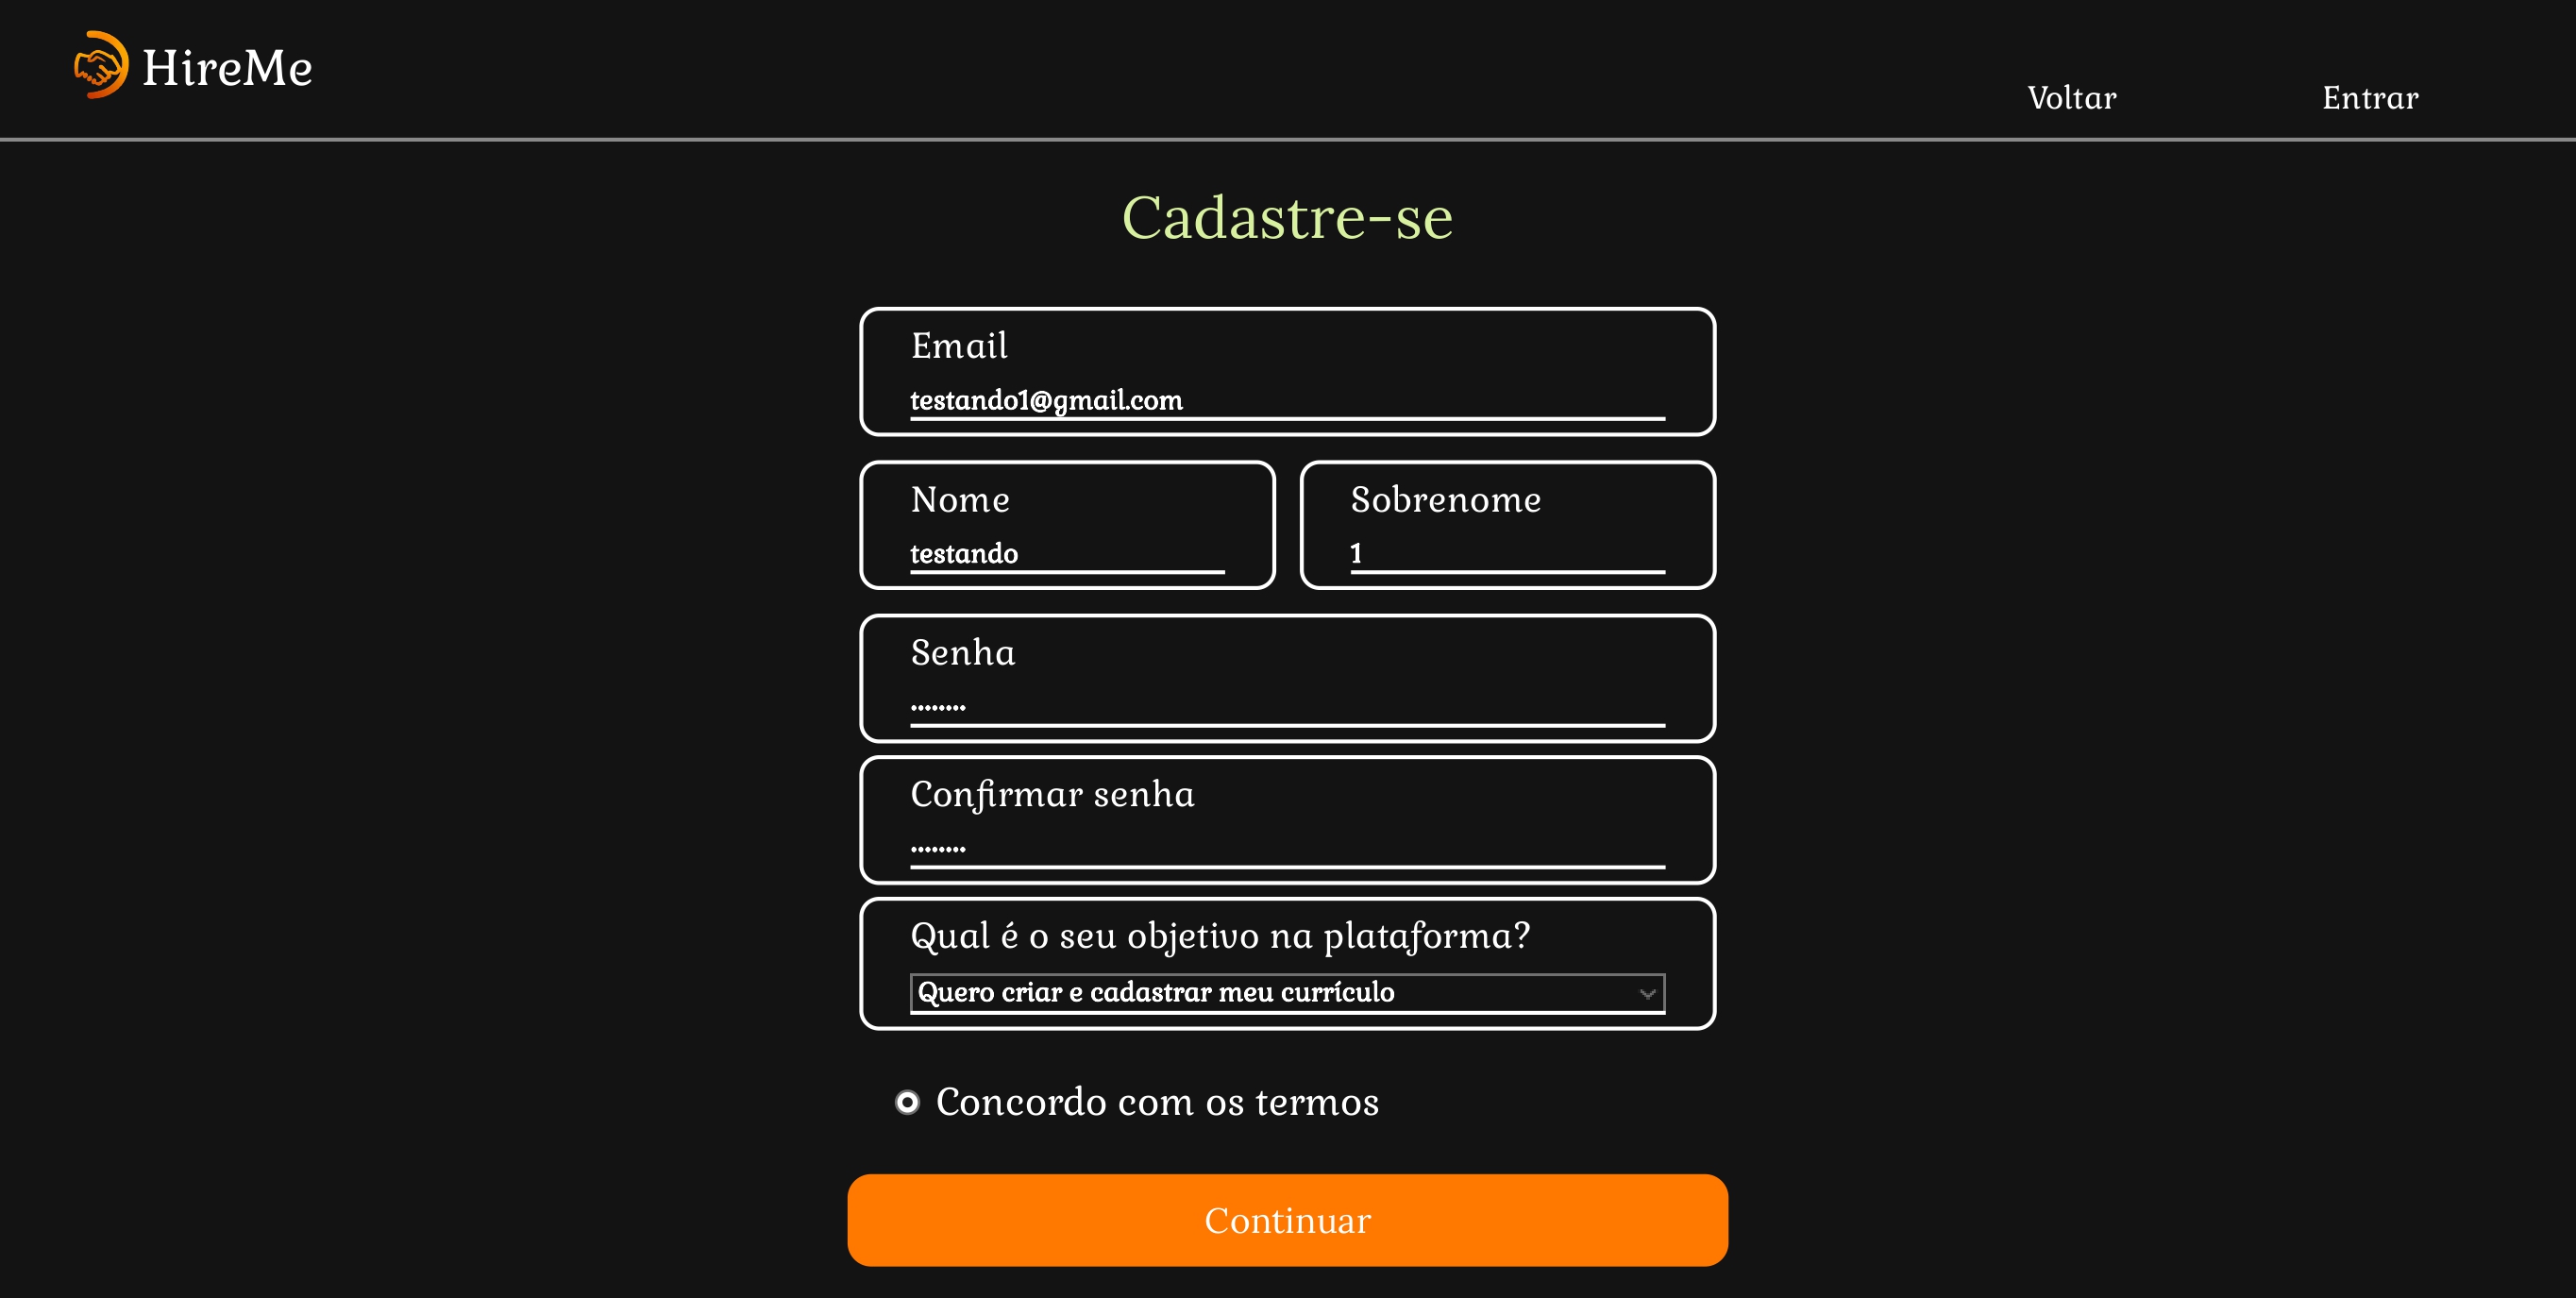 HireMe
Voltar
Entrar
Cadastre-se
Email
testando1@gmail.com
Nome
Sobrenome
testando
1
Senha
........
Confirmar senha
........
Qual é o seu objetivo na plataforma?
Quero criar e cadastrar meu currículo
Concordo com os termos
Continuar